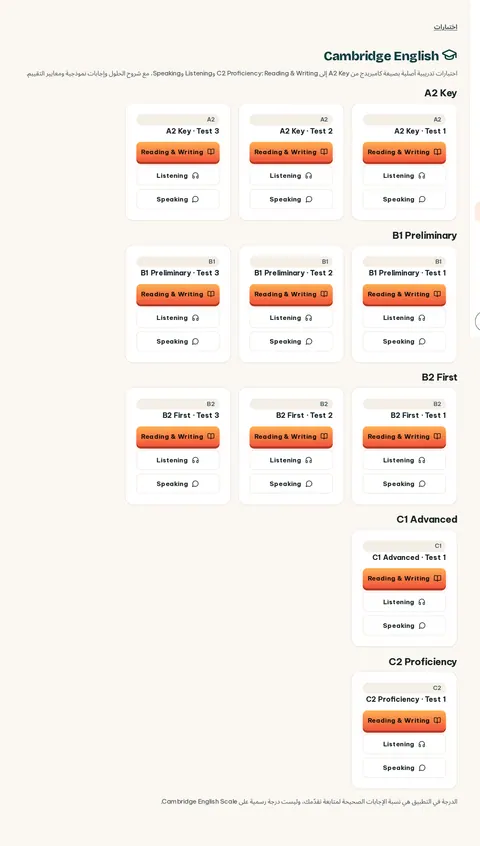 اختبارات
Cambridge English
اختبارات تدريبية أصلية بصيغة كامبريدج من A2 Key إلى C2 Proficiency: Reading & Writing وListening وSpeaking، مع شروح الحلول وإجابات نموذجية ومعايير التقييم.
A2 Key
A2
A2 Key · Test 1
Reading & Writing
Listening
Speaking
A2
A2 Key · Test 2
Reading & Writing
Listening
Speaking
A2
A2 Key · Test 3
Reading & Writing
Listening
Speaking
B1 Preliminary
B1
B1 Preliminary · Test 1
Reading & Writing
Listening
Speaking
B1
B1 Preliminary · Test 2
Reading & Writing
Listening
Speaking
B1
B1 Preliminary · Test 3
Reading & Writing
Listening
Speaking
B2 First
B2
B2 First · Test 1
Reading & Writing
Listening
Speaking
B2
B2 First · Test 2
Reading & Writing
Listening
Speaking
B2
B2 First · Test 3
Reading & Writing
Listening
Speaking
C1 Advanced
C1
C1 Advanced · Test 1
Reading & Writing
Listening
Speaking
C2 Proficiency
C2
C2 Proficiency · Test 1
Reading & Writing
Listening
Speaking
الدرجة في التطبيق هي نسبة الإجابات الصحيحة لمتابعة تقدّمك، وليست درجة رسمية على Cambridge English Scale.